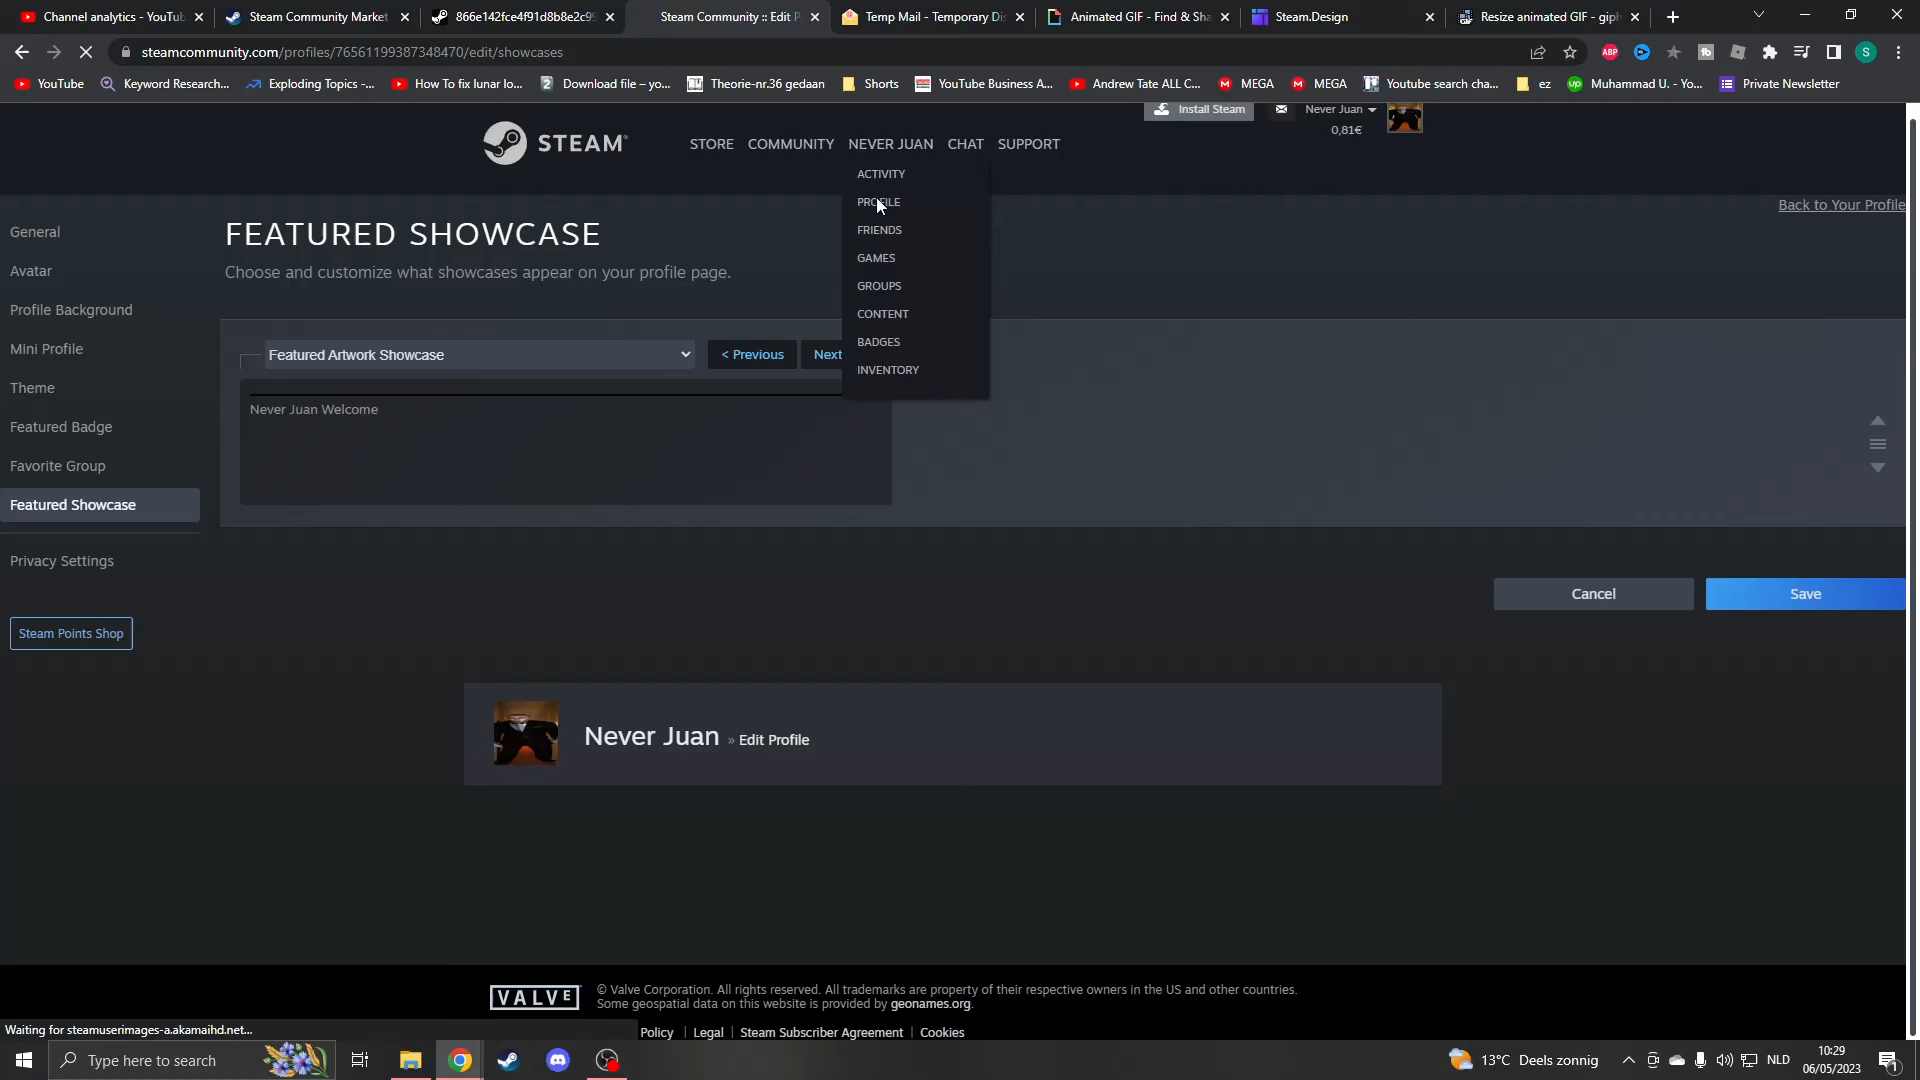 Channel analytics - YouTub
Steam Community Market
866e142fce4f91d8b8e2c99
Steam Community :: Edit P
Temp Mail - Temporary Dis
Animated GIF - Find & Sha
Steam.Design
Resize animated GIF - giph
steamcommunity.com/profiles/76561199387348470/edit/showcases
YouTube
Keyword Research...
Exploding Topics -...
How To fix lunar lo...
Download file – yo...
Theorie-nr.36 gedaan
Shorts
YouTube Business A...
Andrew Tate ALL C...
MEGA
MEGA
Youtube search cha...
ez
Muhammad U. - Yo...
Private Newsletter
Install Steam
Never Juan
0,81€
STEAM
STORE
COMMUNITY
NEVER JUAN
CHAT
SUPPORT
ACTIVITY
PROFILE
FRIENDS
GAMES
GROUPS
CONTENT
BADGES
INVENTORY
Back to Your Profile
General
Avatar
Profile Background
Mini Profile
Theme
Featured Badge
Favorite Group
Featured Showcase
Privacy Settings
Steam Points Shop
FEATURED SHOWCASE
Choose and customize what showcases appear on your profile page.
Featured Artwork Showcase
< Previous
Next
Never Juan Welcome
Cancel
Save
Never Juan » Edit Profile
VALVE
© Valve Corporation. All rights reserved. All trademarks are property of their respective owners in the US and other countries.
Some geospatial data on this website is provided by geonames.org.
Policy | Legal | Steam Subscriber Agreement | Cookies
Waiting for steamuserimages-a.akamaihd.net...
Type here to search
13°C Deels zonnig
NLD
10:29
06/05/2023
1